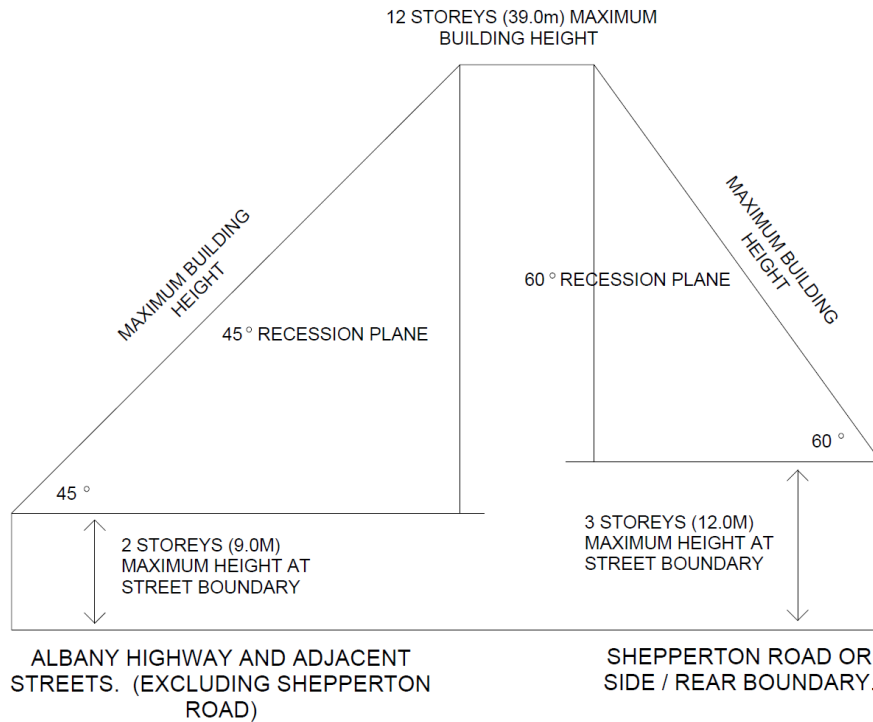 12 STOREYS (39.0m) MAXIMUM
BUILDING HEIGHT
MAXIMUM BUILDING
HEIGHT
MAXIMUM BUILDING
HEIGHT
60 ° RECESSION PLANE
45 ° RECESSION PLANE
60 °
45 °
2 STOREYS (9.0M)
MAXIMUM HEIGHT AT
STREET BOUNDARY
3 STOREYS (12.0M)
MAXIMUM HEIGHT AT
STREET BOUNDARY
ALBANY HIGHWAY AND ADJACENT
STREETS. (EXCLUDING SHEPPERTON
ROAD)
SHEPPERTON ROAD OR
SIDE / REAR BOUNDARY.